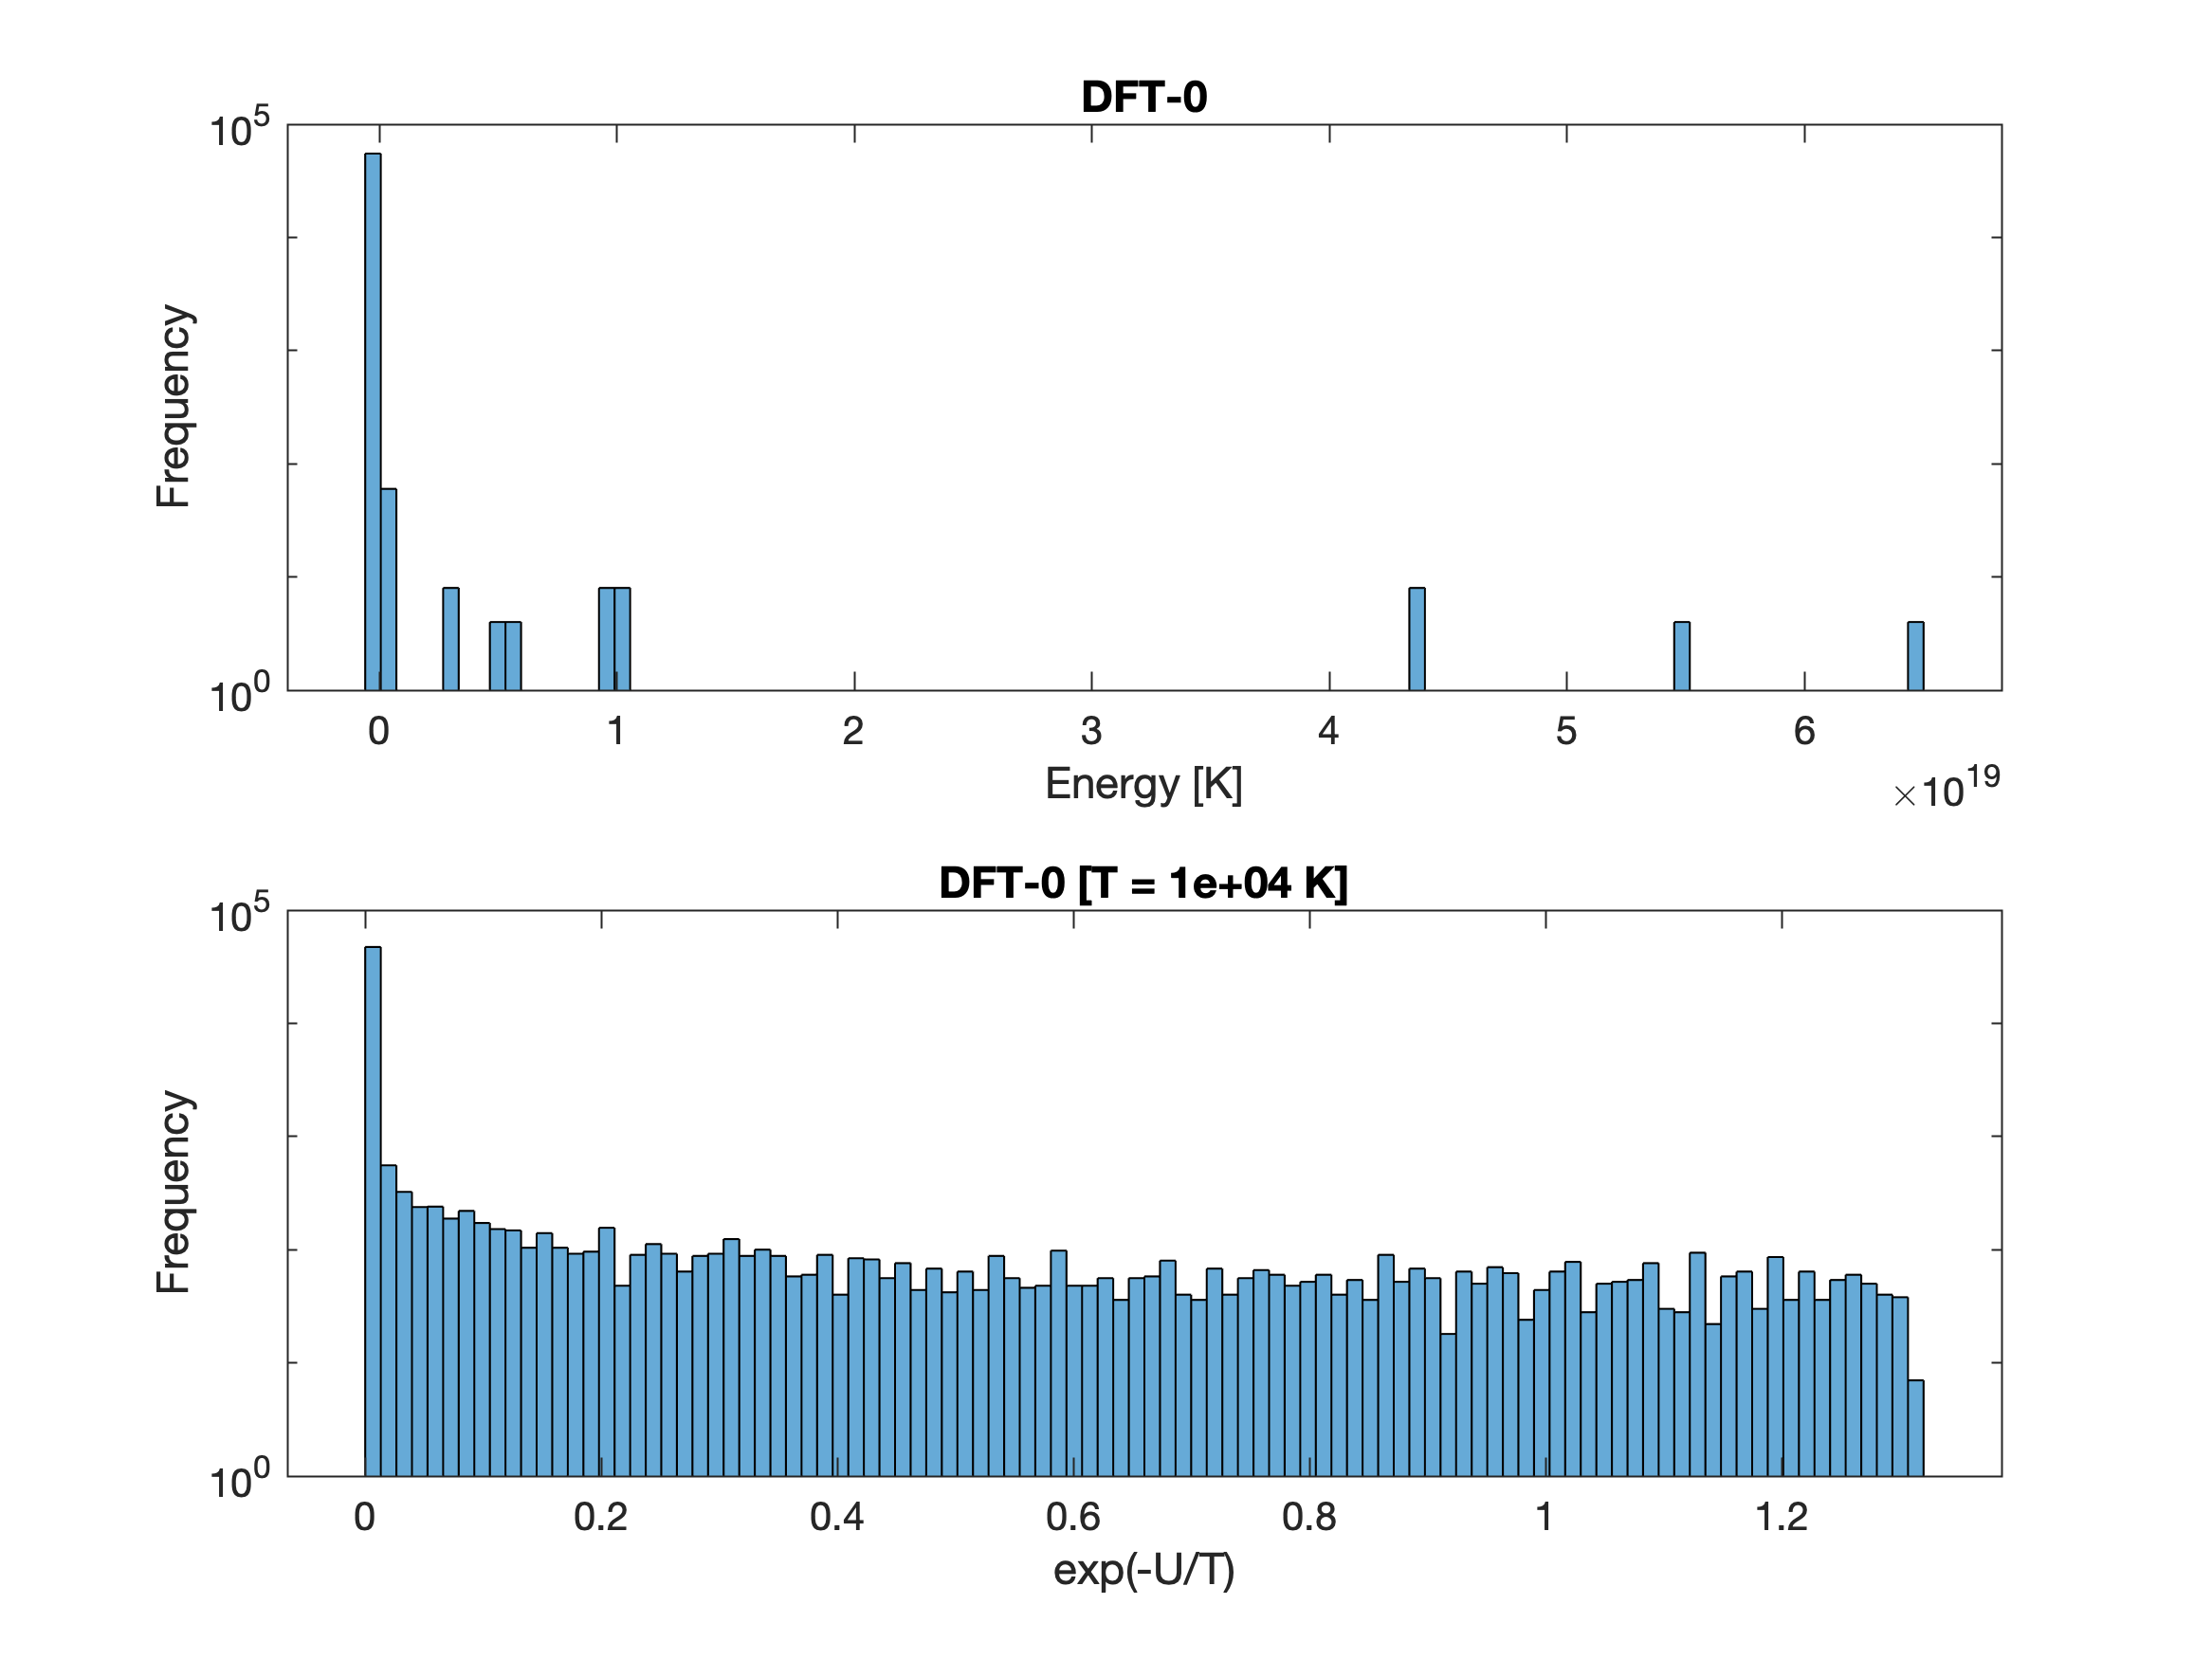 DFT-0
10^5
Frequency
10^0
0 1 2 3 4 5 6
Energy [K]
×10^19
DFT-0 [T = 1e+04 K]
10^5
Frequency
10^0
0 0.2 0.4 0.6 0.8 1 1.2
exp(-U/T)